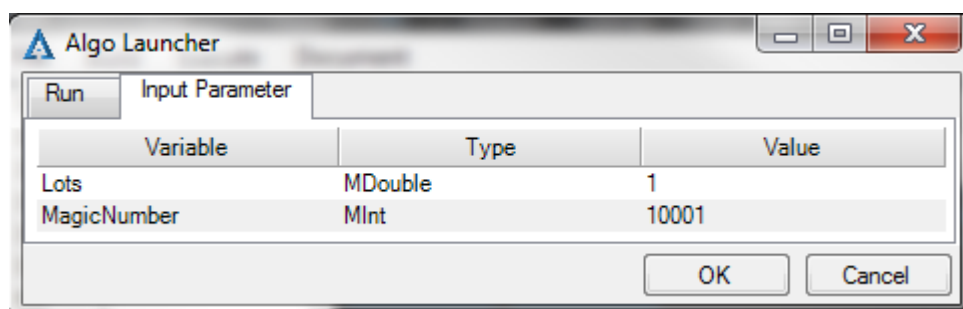 Algo Launcher
Run Input Parameter
Variable Type Value
Lots MDouble 1
MagicNumber MInt 10001
OK Cancel